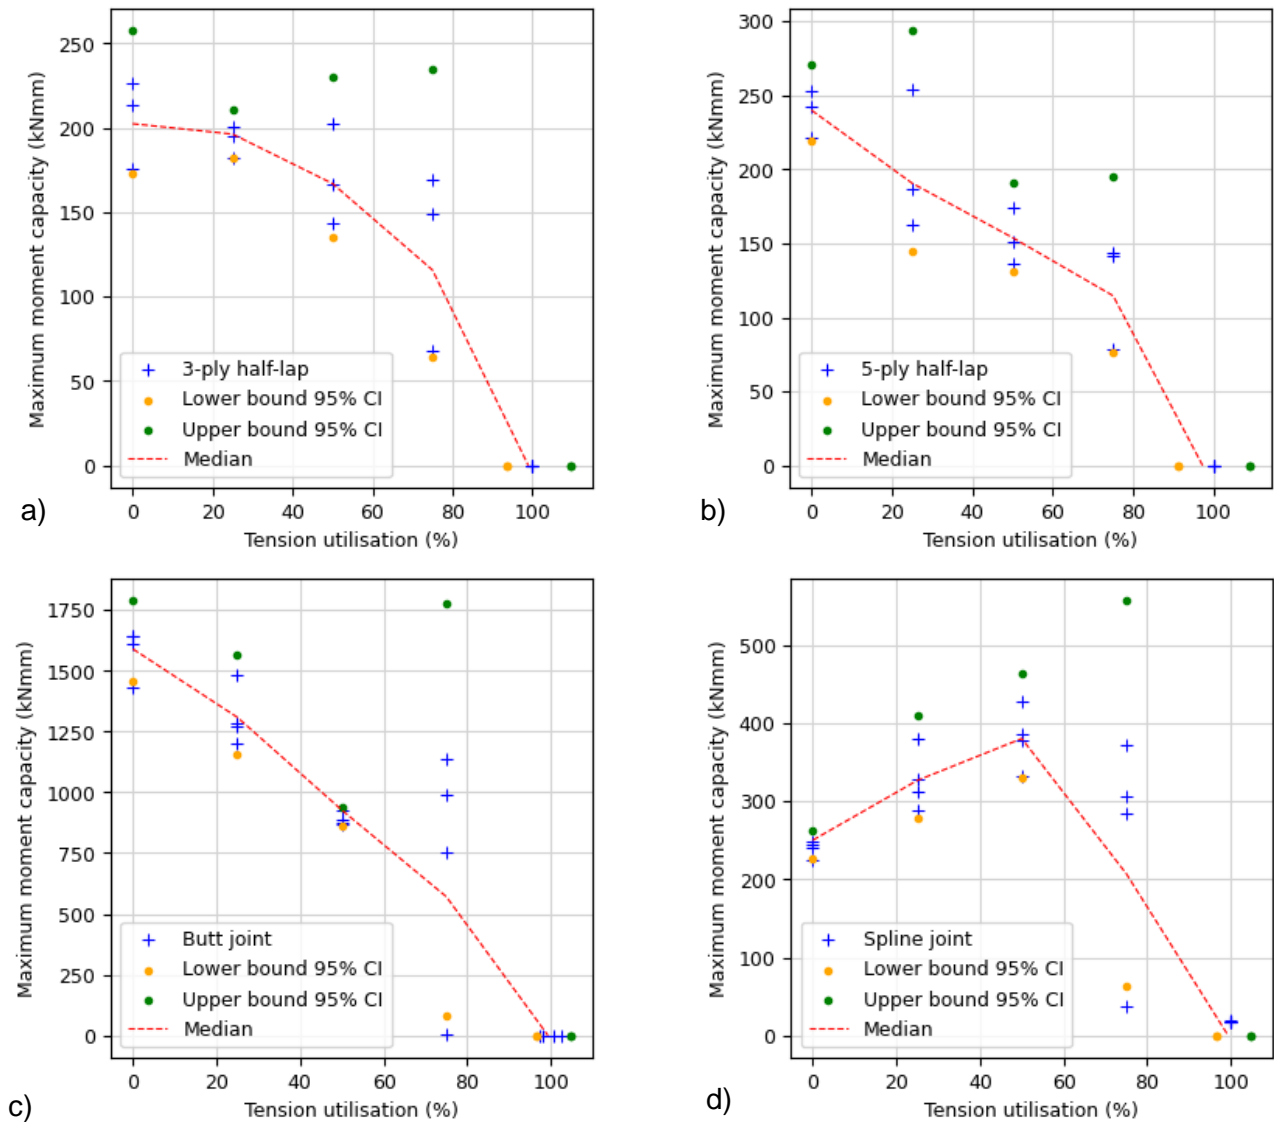 250
200
150
100
50
0
Maximum moment capacity (kNmm)
3-ply half-lap
Lower bound 95% CI
Upper bound 95% CI
Median
0 20 40 60 80 100
Tension utilisation (%)
a)
300
250
200
150
100
50
0
Maximum moment capacity (kNmm)
5-ply half-lap
Lower bound 95% CI
Upper bound 95% CI
Median
0 20 40 60 80 100
Tension utilisation (%)
b)
1750
1500
1250
1000
750
500
250
0
Maximum moment capacity (kNmm)
Butt joint
Lower bound 95% CI
Upper bound 95% CI
Median
0 20 40 60 80 100
Tension utilisation (%)
c)
500
400
300
200
100
0
Maximum moment capacity (kNmm)
Spline joint
Lower bound 95% CI
Upper bound 95% CI
Median
0 20 40 60 80 100
Tension utilisation (%)
d)